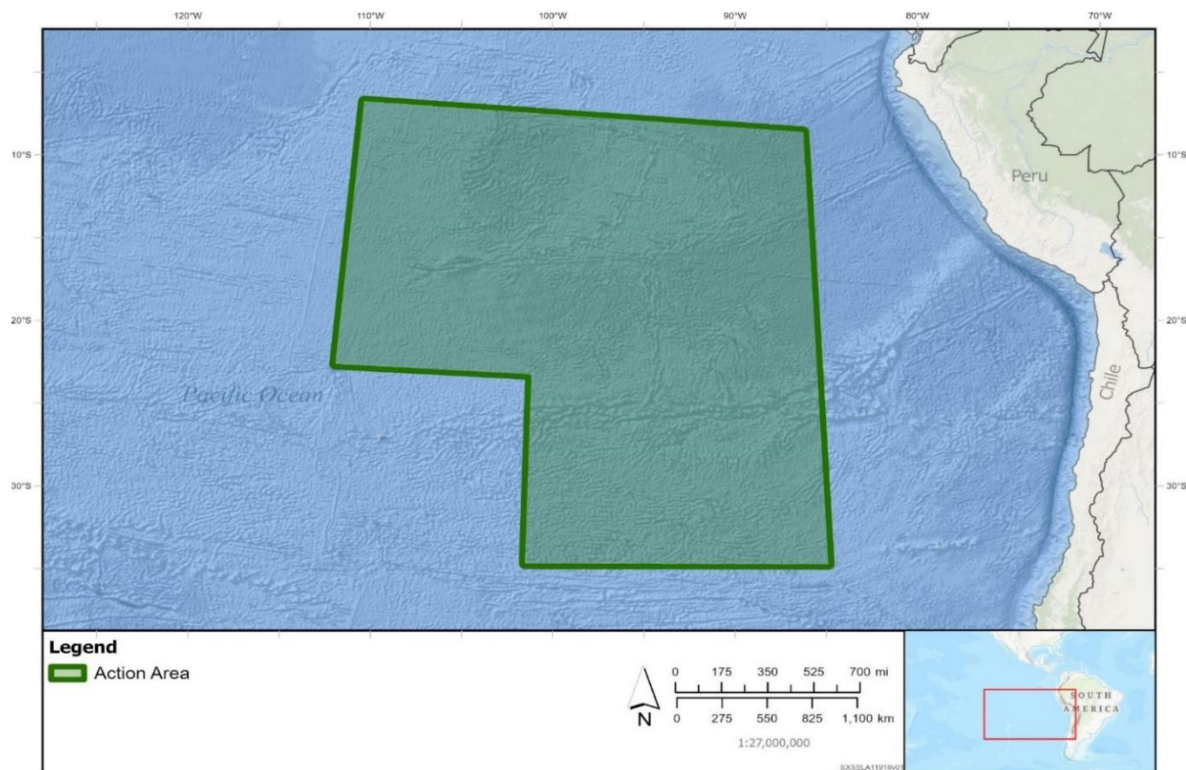 120°W 110°W 100°W 90°W 80°W 70°W
10°S 10°S
Peru
20°S 20°S
Pacific Ocean
Chile
30°S 30°S
Legend
Action Area
N
0 175 350 525 700 mi
0 275 550 825 1,100 km
1:27,000,000
SOUTH
AMERICA
SXSSLA11918v01